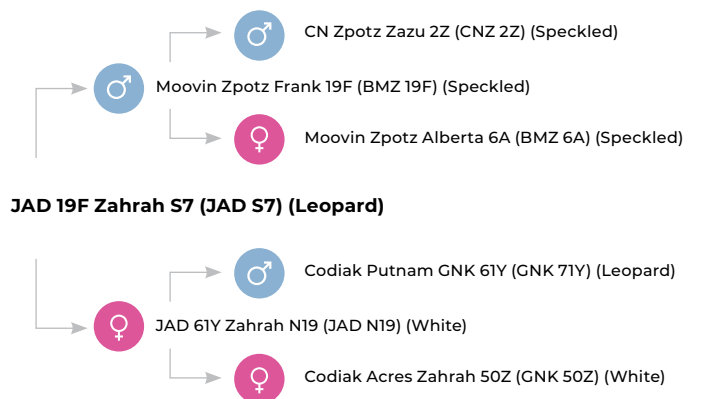 CN Zpotz Zazu 2Z (CNZ 2Z) (Speckled)
Moovin Zpotz Frank 19F (BMZ 19F) (Speckled)
Moovin Zpotz Alberta 6A (BMZ 6A) (Speckled)
JAD 19F Zahrah S7 (JAD S7) (Leopard)
Codiak Putnam GNK 61Y (GNK 71Y) (Leopard)
JAD 61Y Zahrah N19 (JAD N19) (White)
Codiak Acres Zahrah 50Z (GNK 50Z) (White)